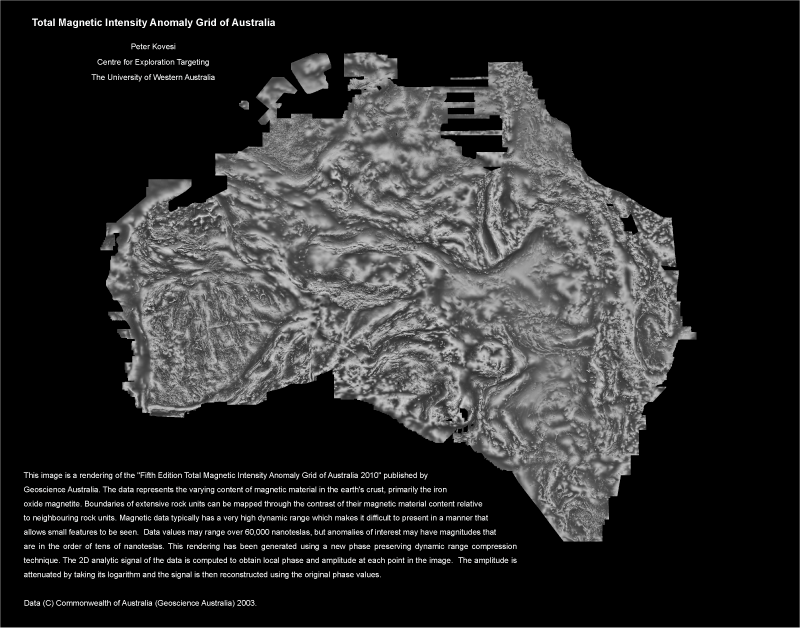 Total Magnetic Intensity Anomaly Grid of Australia
Peter Kovesi
Centre for Exploration Targeting
The University of Western Australia
This image is a rendering of the "Fifth Edition Total Magnetic Intensity Anomaly Grid of Australia 2010" published by
Geoscience Australia. The data represents the varying content of magnetic material in the earth's crust, primarily the iron
oxide magnetite. Boundaries of extensive rock units can be mapped through the contrast of their magnetic material content relative
to neighbouring rock units. Magnetic data typically has a very high dynamic range which makes it difficult to present in a manner that
allows small features to be seen. Data values may range over 60,000 nanoteslas, but anomalies of interest may have magnitudes that
are in the order of tens of nanoteslas. This rendering has been generated using a new phase preserving dynamic range compression
technique. The 2D analytic signal of the data is computed to obtain local phase and amplitude at each point in the image. The amplitude is
attenuated by taking its logarithm and the signal is then reconstructed using the original phase values.
Data (C) Commonwealth of Australia (Geoscience Australia) 2003.